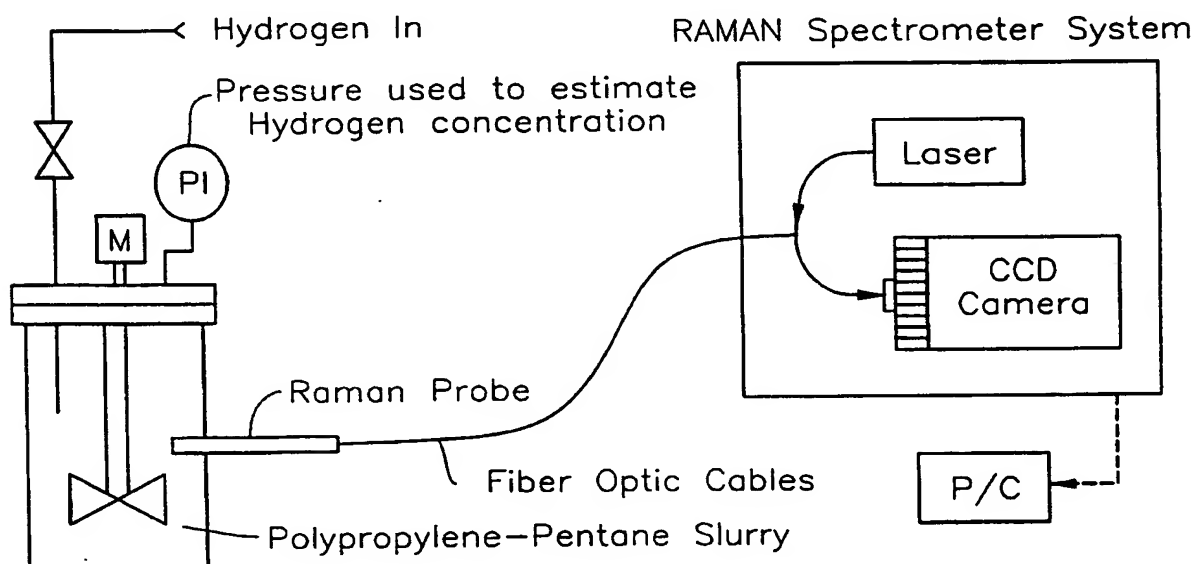 Hydrogen In
RAMAN Spectrometer System
Pressure used to estimate
Hydrogen concentration
PI
M
Laser
CCD
Camera
Raman Probe
Fiber Optic Cables
P/C
Polypropylene-Pentane Slurry